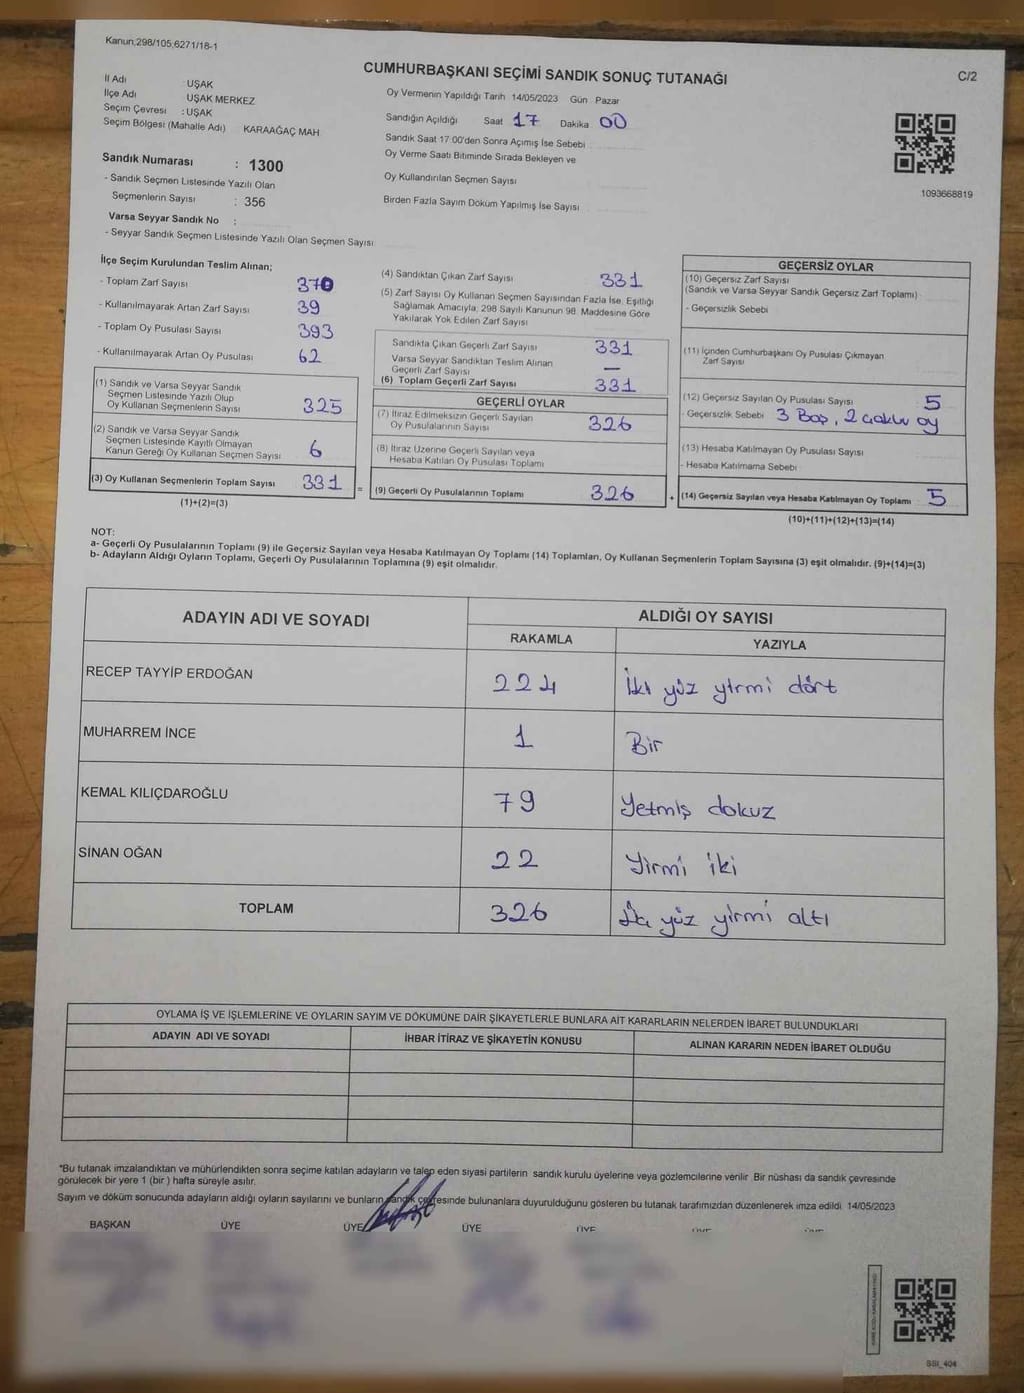 Kanun;298/105,6271/18-1
CUMHURBAŞKANI SEÇİMİ SANDIK SONUÇ TUTANAĞI
C/2
İl Adı : UŞAK
İlçe Adı UŞAK MERKEZ
Seçim Çevresi : UŞAK
Seçim Bölgesi (Mahalle Adı) KARAAĞAÇ MAH
Sandık Numarası : 1300
- Sandık Seçmen Listesinde Yazılı Olan
Seçmenlerin Sayısı : 356
Varsa Seyyar Sandık No :
- Seyyar Sandık Seçmen Listesinde Yazılı Olan Seçmen Sayısı
Oy Vermenin Yapıldığı Tarih 14/05/2023 Gün Pazar
Sandığın Açıldığı Saat 17 Dakika 00
Sandık Saat 17:00'den Sonra Açımış İse Sebebi
Oy Verme Saati Bitiminde Sırada Bekleyen ve
Oy Kullandırılan Seçmen Sayısı
Birden Fazla Sayım Döküm Yapılmış İse Sayısı
1093668819
İlçe Seçim Kurulundan Teslim Alınan;
- Toplam Zarf Sayısı 370
- Kullanılmayarak Artan Zarf Sayısı 39
- Toplam Oy Pusulası Sayısı 393
- Kullanılmayarak Artan Oy Pusulası 62
(1) Sandık ve Varsa Seyyar Sandık
Seçmen Listesinde Yazılı Olup
Oy Kullanan Seçmenlerin Sayısı 325
(2) Sandık ve Varsa Seyyar Sandık
Seçmen Listesinde Kayıtlı Olmayan
Kanun Gereği Oy Kullanan Seçmen Sayısı 6
(3) Oy Kullanan Seçmenlerin Toplam Sayısı 331
(1)+(2)=(3)
=
(4) Sandıktan Çıkan Zarf Sayısı 331
(5) Zarf Sayısı Oy Kullanan Seçmen Sayısından Fazla İse, Eşitliği
Sağlamak Amacıyla, 298 Sayılı Kanunun 98. Maddesine Göre
Yakılarak Yok Edilen Zarf Sayısı
Sandıkta Çıkan Geçerli Zarf Sayısı 331
Varsa Seyyar Sandıktan Teslim Alınan
Geçerli Zarf Sayısı —
(6) Toplam Geçerli Zarf Sayısı 331
GEÇERLİ OYLAR
(7) İtiraz Edilmeksizin Geçerli Sayılan
Oy Pusulalarının Sayısı 326
(8) İtiraz Üzerine Geçerli Sayılan veya
Hesaba Katılan Oy Pusulası Toplamı
(9) Geçerli Oy Pusulalarının Toplamı 326
+
GEÇERSİZ OYLAR
(10) Geçersiz Zarf Sayısı
(Sandık ve Varsa Seyyar Sandık Geçersiz Zarf Toplamı)
- Geçersizlik Sebebi
(11) İçinden Cumhurbaşkanı Oy Pusulası Çıkmayan
Zarf Sayısı
(12) Geçersiz Sayılan Oy Pusulası Sayısı 5
- Geçersizlik Sebebi 3 Boş, 2 oy
(13) Hesaba Katılmayan Oy Pusulası Sayısı
- Hesaba Katılmama Sebebi
(14) Geçersiz Sayılan veya Hesaba Katılmayan Oy Toplamı 5
(10)+(11)+(12)+(13)=(14)
NOT:
a- Geçerli Oy Pusulalarının Toplamı (9) ile Geçersiz Sayılan veya Hesaba Katılmayan Oy Toplamı (14) Toplamları, Oy Kullanan Seçmenlerin Toplam Sayısına (3) eşit olmalıdır. (9)+(14)=(3)
b- Adayların Aldığı Oyların Toplamı, Geçerli Oy Pusulalarının Toplamına (9) eşit olmalıdır.
ADAYIN ADI VE SOYADI
ALDIĞI OY SAYISI
RAKAMLA YAZIYLA
RECEP TAYYİP ERDOĞAN 224 İki yüz yirmi dört
MUHARREM İNCE 1 Bir
KEMAL KILIÇDAROĞLU 79 Yetmiş dokuz
SİNAN OĞAN 22 Yirmi iki
TOPLAM 326 yüz yirmi altı
OYLAMA İŞ VE İŞLEMLERİNE VE OYLARIN SAYIM VE DÖKÜMÜNE DAİR ŞİKAYETLERLE BUNLARA AİT KARARLARIN NELERDEN İBARET BULUNDUKLARI
ADAYIN ADI VE SOYADI İHBAR İTİRAZ VE ŞİKAYETİN KONUSU ALINAN KARARIN NEDEN İBARET OLDUĞU
*Bu tutanak imzalandıktan ve mühürlendikten sonra seçime katılan adayların ve talep eden siyasi partilerin sandık kurulu üyelerine veya gözlemcilerine verilir. Bir nüshası da sandık çevresinde
görülecek bir yere 1 (bir) hafta süreyle asılır.
Sayım ve döküm sonucunda adayların aldığı oyların sayılarını ve bunların sandık çevresinde bulunanlara duyurulduğunu gösteren bu tutanak tarafımızdan düzenlenerek imza edildi. 14/05/2023
BAŞKAN ÜYE ÜYE ÜYE ÜYE
SSI_404